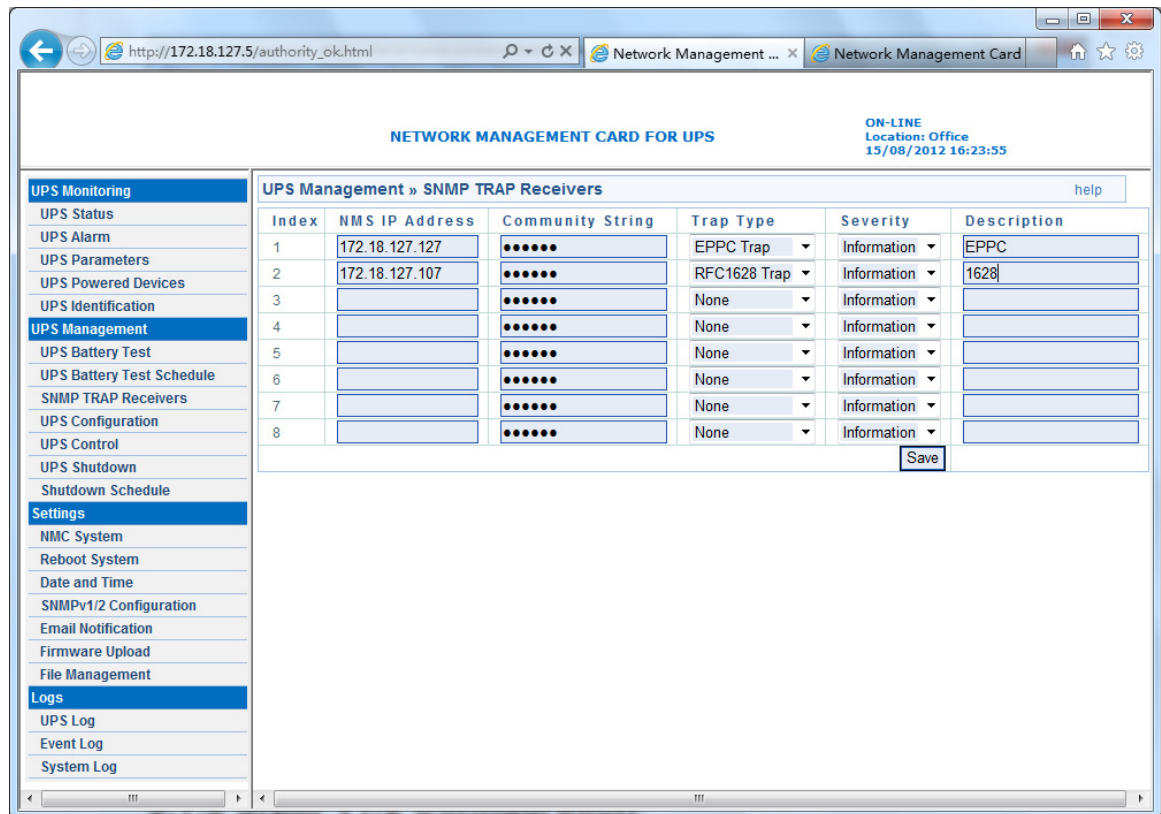 http://172.18.127.5/authority_ok.html
Network Management ...
Network Management Card
NETWORK MANAGEMENT CARD FOR UPS
ON-LINE
Location: Office
15/08/2012 16:23:55
UPS Monitoring
UPS Status
UPS Alarm
UPS Parameters
UPS Powered Devices
UPS Identification
UPS Management
UPS Battery Test
UPS Battery Test Schedule
SNMP TRAP Receivers
UPS Configuration
UPS Control
UPS Shutdown
Shutdown Schedule
Settings
NMC System
Reboot System
Date and Time
SNMPv1/2 Configuration
Email Notification
Firmware Upload
File Management
Logs
UPS Log
Event Log
System Log
UPS Management » SNMP TRAP Receivers help
Index NMS IP Address Community String Trap Type Severity Description
1 172.18.127.127 •••••• EPPC Trap Information EPPC
2 172.18.127.107 •••••• RFC1628 Trap Information 1628
3 •••••• None Information
4 •••••• None Information
5 •••••• None Information
6 •••••• None Information
7 •••••• None Information
8 •••••• None Information
Save